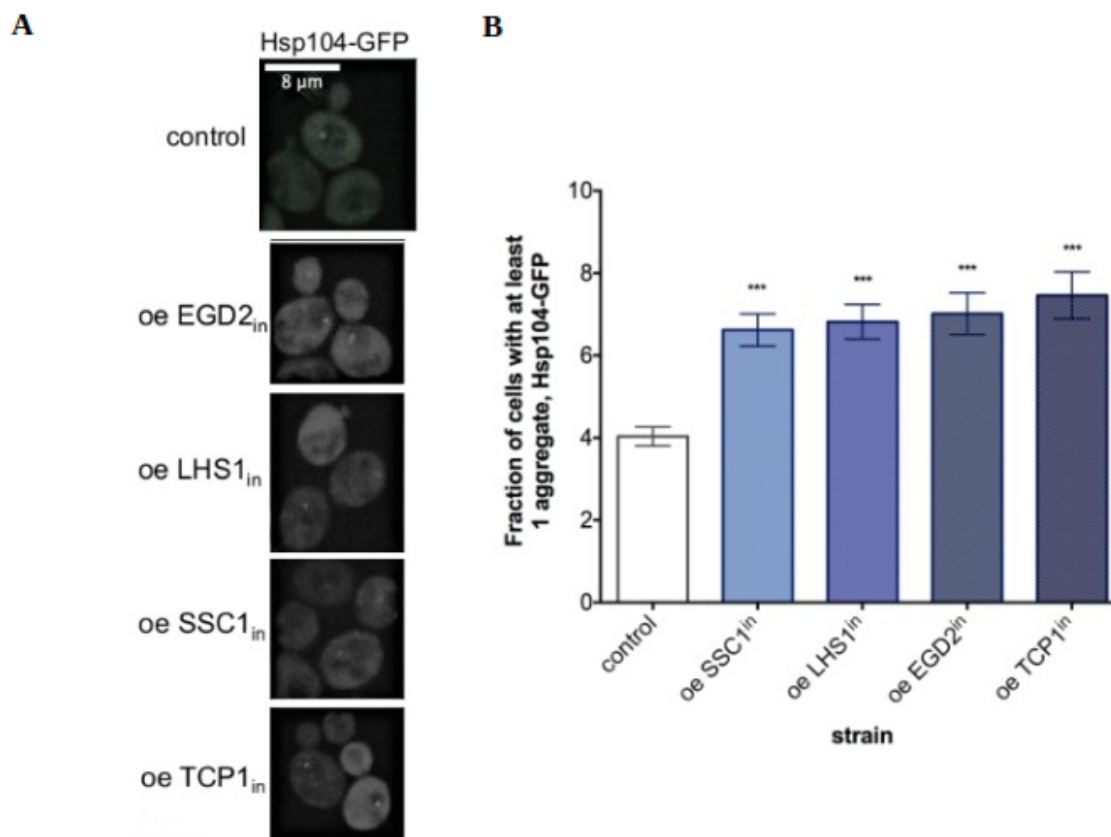 A
B
Hsp104-GFP
8 µm
control
oe EGD2in
oe LHS1in
oe SSC1in
oe TCP1in
Fraction of cells with at least
1 aggregate, Hsp104-GFP
10
8
6
4
2
0
***
***
***
***
control
oe SSC1in
oe LHS1in
oe EGD2in
oe TCP1in
strain